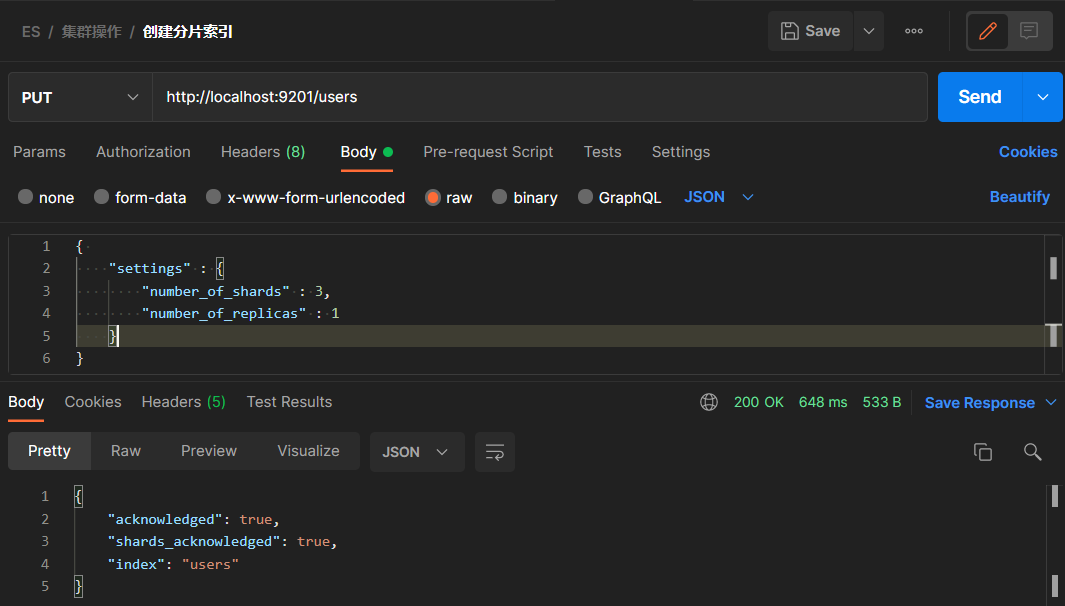 ES / 集群操作 / 创建分片索引 Save
PUT http://localhost:9201/users Send
Params Authorization Headers (8) Body Pre-request Script Tests Settings Cookies
none form-data x-www-form-urlencoded raw binary GraphQL JSON Beautify
1 {
2 "settings" : {
3 "number_of_shards" : 3,
4 "number_of_replicas" : 1
5 }
6 }
Body Cookies Headers (5) Test Results 200 OK 648 ms 533 B Save Response
Pretty Raw Preview Visualize JSON
1 {
2 "acknowledged": true,
3 "shards_acknowledged": true,
4 "index": "users"
5 }